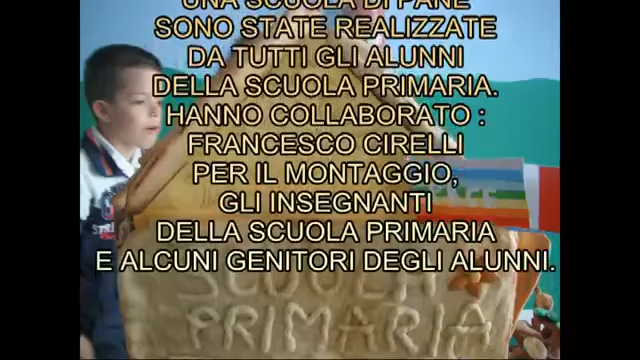 UNA SCUOLA DI PANE
SONO STATE REALIZZATE
DA TUTTI GLI ALUNNI
DELLA SCUOLA PRIMARIA.
HANNO COLLABORATO :
FRANCESCO CIRELLI
PER IL MONTAGGIO,
GLI INSEGNANTI
DELLA SCUOLA PRIMARIA
E ALCUNI GENITORI DEGLI ALUNNI.
SCUOLA
PRIMARIA